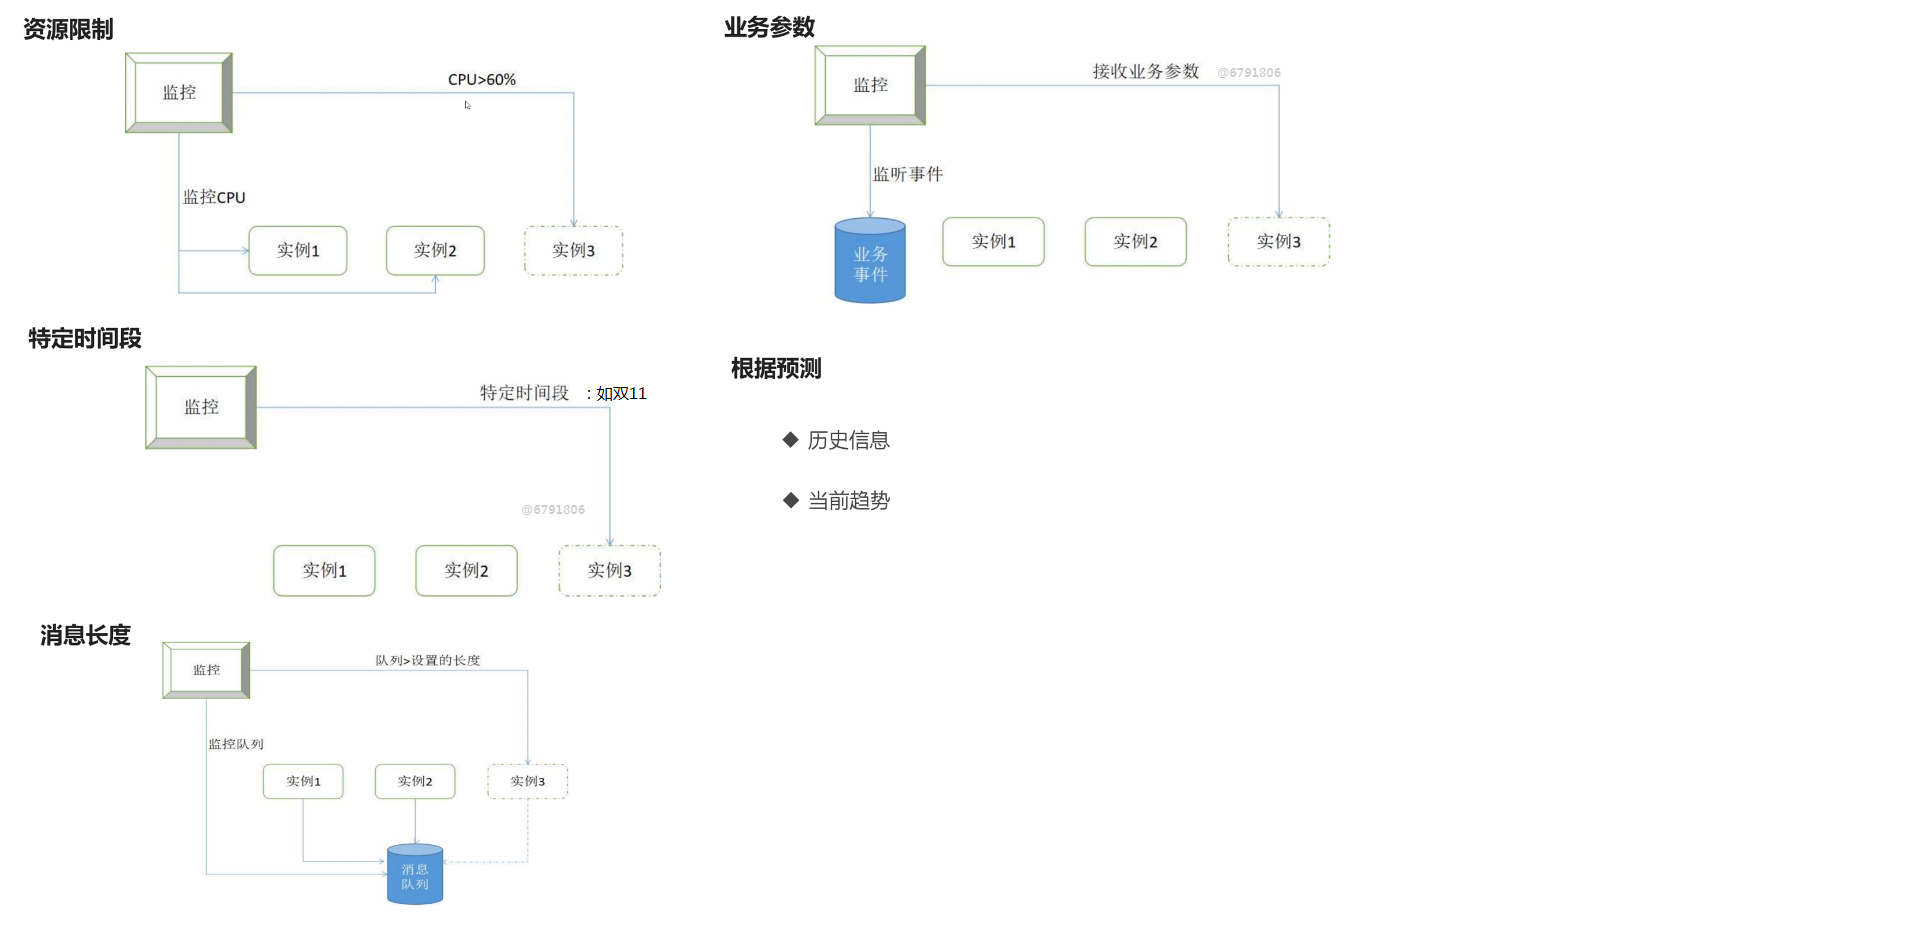 资源限制
监控
CPU>60%
监控CPU
实例1
实例2
实例3
业务参数
监控
接收业务参数
@6791806
监听事件
业务
事件
实例1
实例2
实例3
特定时间段
监控
特定时间段 ：如双11
@6791806
实例1
实例2
实例3
根据预测
◆ 历史信息
◆ 当前趋势
消息长度
监控
队列>设置的长度
监控队列
实例1
实例2
实例3
消息
队列